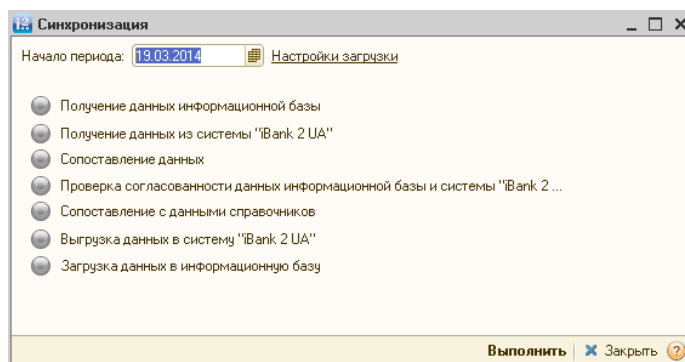 Синхронизация
Начало периода: 19.03.2014 Настройки загрузки
Получение данных информационной базы
Получение данных из системы "iBank 2 UA"
Сопоставление данных
Проверка согласованности данных информационной базы и системы "iBank 2 ...
Сопоставление с данными справочников
Выгрузка данных в систему "iBank 2 UA"
Загрузка данных в информационную базу
Выполнить Закрыть ?